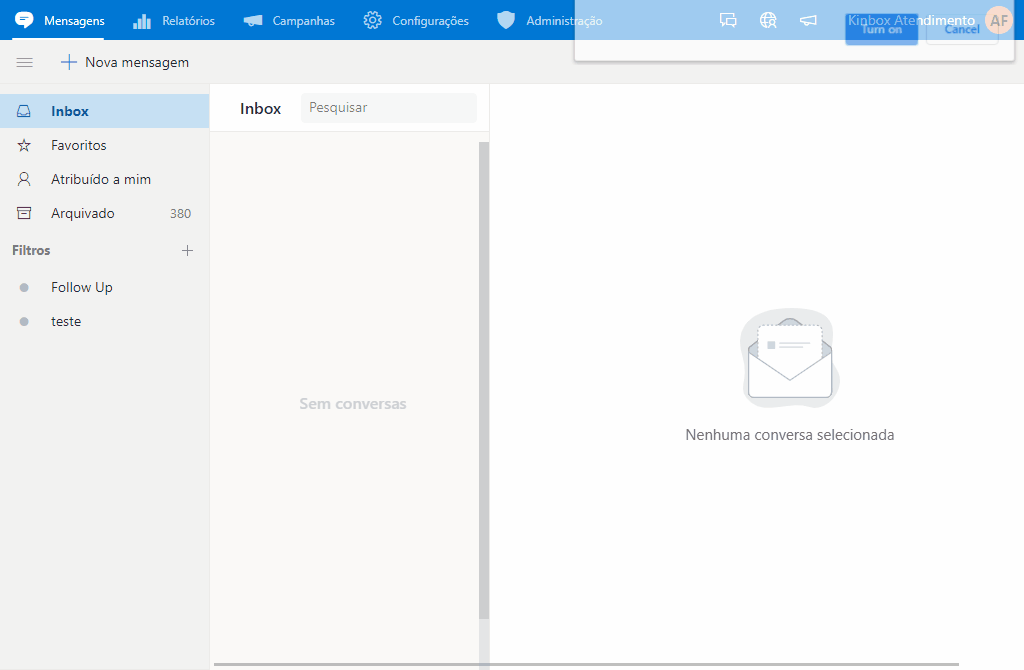 Mensagens
Relatórios
Campanhas
Configurações
Administração
Kinbox Atendimento
AF
Turn on
Cancel
Nova mensagem
Inbox
Favoritos
Atribuído a mim
Arquivado 380
Filtros
Follow Up
teste
Inbox
Pesquisar
Sem conversas
Nenhuma conversa selecionada